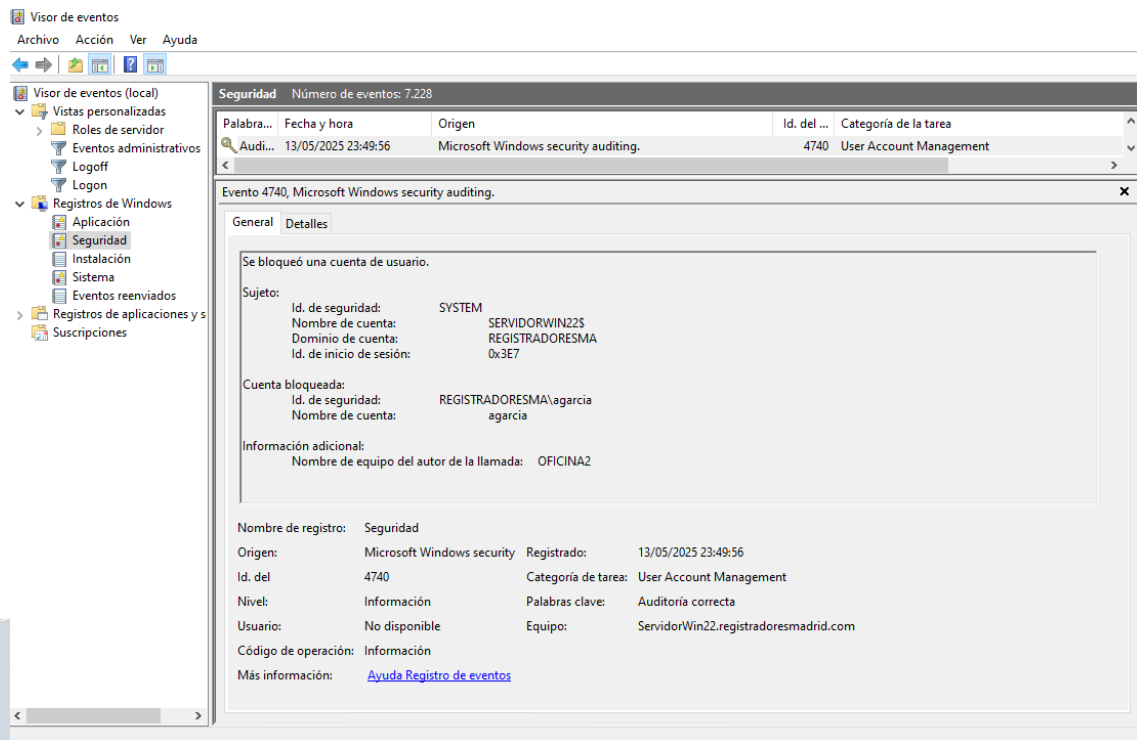 Visor de eventos
Archivo Acción Ver Ayuda
Visor de eventos (local)
Vistas personalizadas
Roles de servidor
Eventos administrativos
Logoff
Logon
Registros de Windows
Aplicación
Seguridad
Instalación
Sistema
Eventos reenviados
Registros de aplicaciones y s
Suscripciones
Seguridad Número de eventos: 7.228
Palabra... Fecha y hora Origen Id. del ... Categoría de la tarea
Audi... 13/05/2025 23:49:56 Microsoft Windows security auditing. 4740 User Account Management
Evento 4740, Microsoft Windows security auditing.
General Detalles
Se bloqueó una cuenta de usuario.
Sujeto:
Id. de seguridad: SYSTEM
Nombre de cuenta: SERVIDORWIN22$
Dominio de cuenta: REGISTRADORESMA
Id. de inicio de sesión: 0x3E7
Cuenta bloqueada:
Id. de seguridad: REGISTRADORESMA\agarcia
Nombre de cuenta: agarcia
Información adicional:
Nombre de equipo del autor de la llamada: OFICINA2
Nombre de registro: Seguridad
Origen: Microsoft Windows security Registrado: 13/05/2025 23:49:56
Id. del 4740 Categoría de tarea: User Account Management
Nivel: Información Palabras clave: Auditoría correcta
Usuario: No disponible Equipo: ServidorWin22.registradoresmadrid.com
Código de operación: Información
Más información: Ayuda Registro de eventos